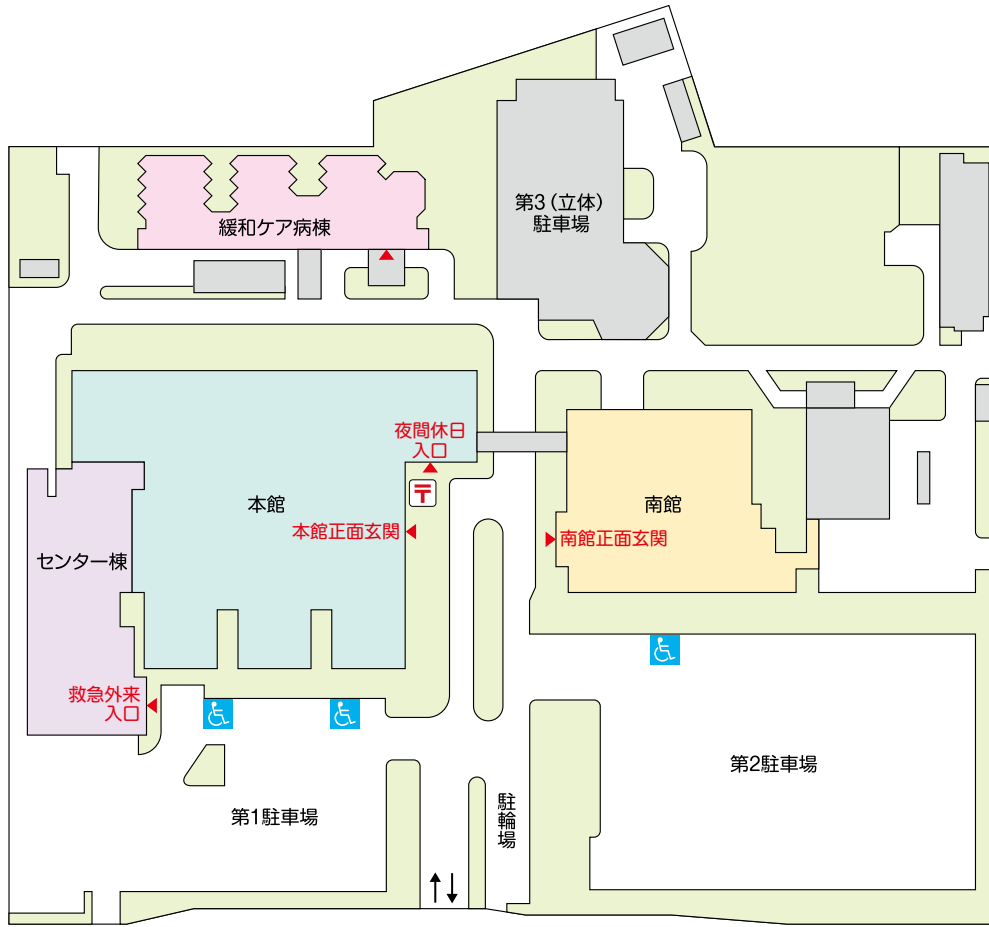 第3（立体）
駐車場
緩和ケア病棟
夜間休日
入口
〒
本館
本館正面玄関
南館
南館正面玄関
センター棟
救急外来
入口
第1駐車場
駐輪場
第2駐車場